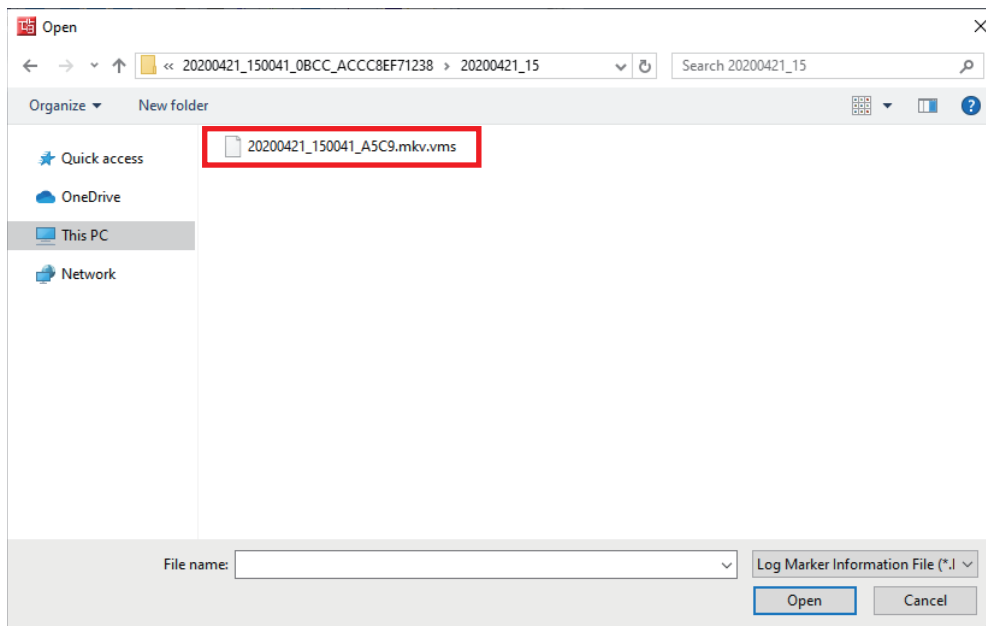 Open
« 20200421_150041_0BCC_ACCC8EF71238 › 20200421_15
Search 20200421_15
Organize
New folder
Quick access
20200421_150041_A5C9.mkv.vms
OneDrive
This PC
Network
File name:
Log Marker Information File (*.l
Open
Cancel